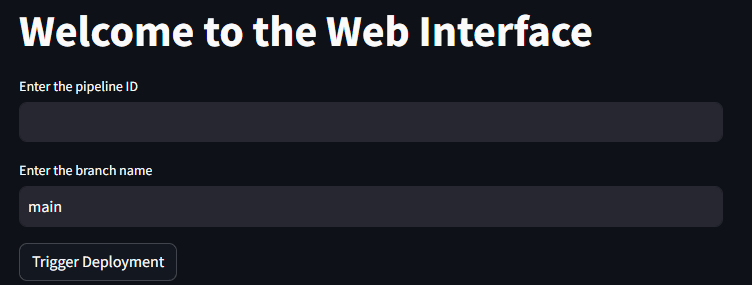 Welcome to the Web Interface
Enter the pipeline ID
Enter the branch name
main
Trigger Deployment